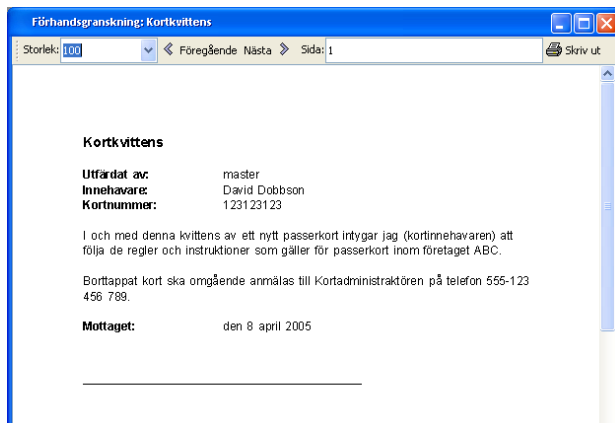 Förhandsgranskning: Kortkvittens
Storlek: 100 Föregående Nästa Sida: 1 Skriv ut
Kortkvittens
Utfärdat av: master
Innehavare: David Dobbson
Kortnummer: 123123123
I och med denna kvittens av ett nytt passerkort intygar jag (kortinnehavaren) att
följa de regler och instruktioner som gäller för passerkort inom företaget ABC.
Borttappat kort ska omgående anmälas till Kortadministraktören på telefon 555-123
456 789.
Mottaget: den 8 april 2005